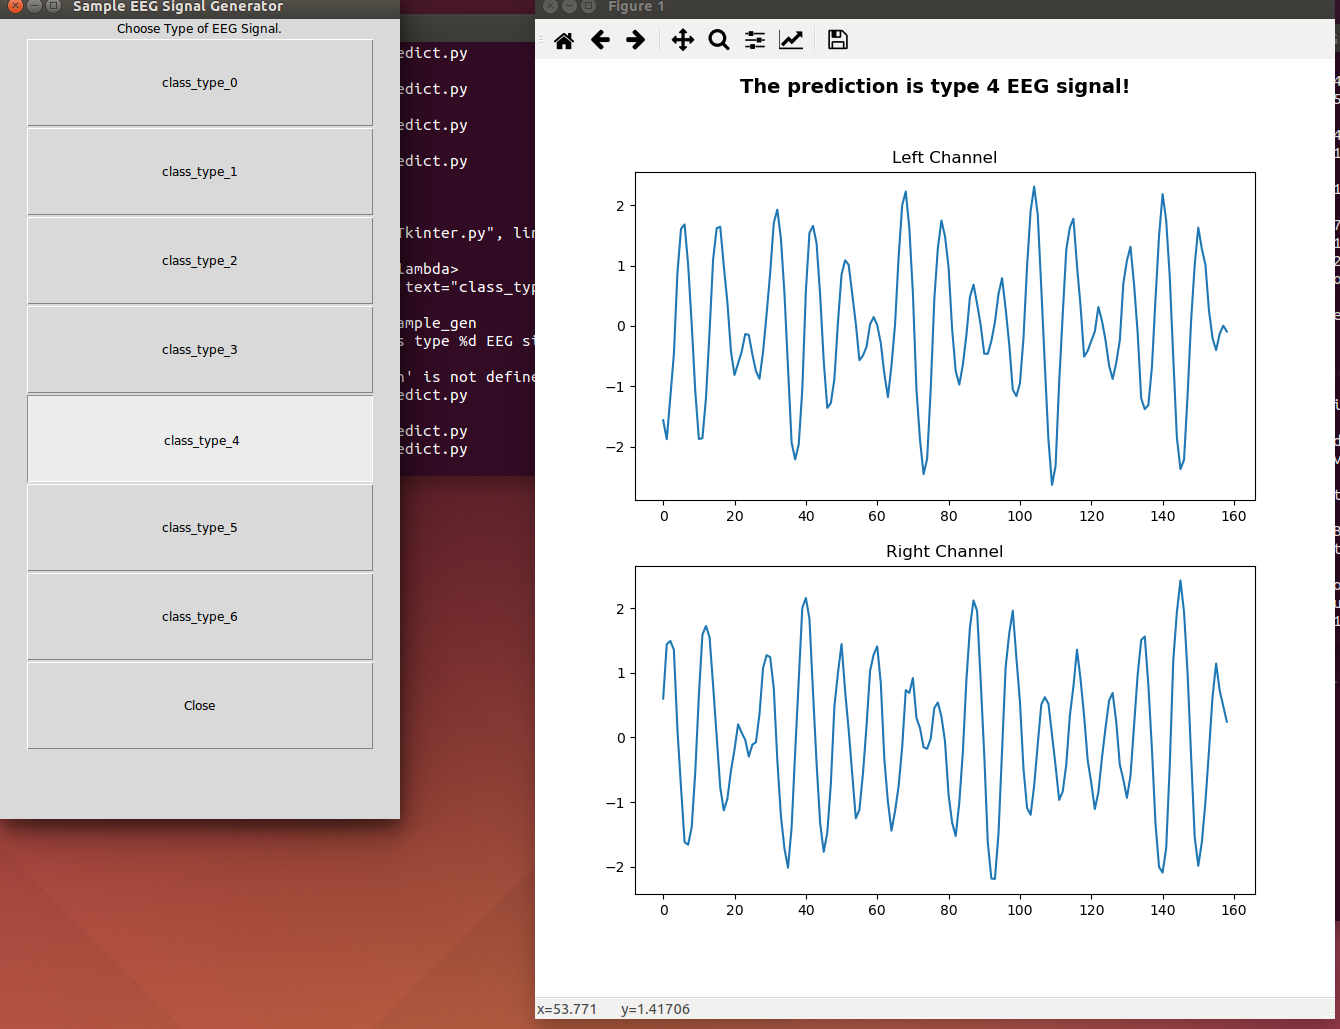 Sample EEG Signal Generator
Choose Type of EEG Signal.
class_type_0
class_type_1
class_type_2
class_type_3
class_type_4
class_type_5
class_type_6
Close
edict.py
edict.py
edict.py
edict.py
Tkinter.py", lin
lambda>
text="class_typ
ample_gen
s type %d EEG si
n' is not define
edict.py
edict.py
edict.py
Figure 1
The prediction is type 4 EEG signal!
Left Channel
2
1
0
−1
−2
0 20 40 60 80 100 120 140 160
Right Channel
2
1
0
−1
−2
0 20 40 60 80 100 120 140 160
x=53.771 y=1.41706